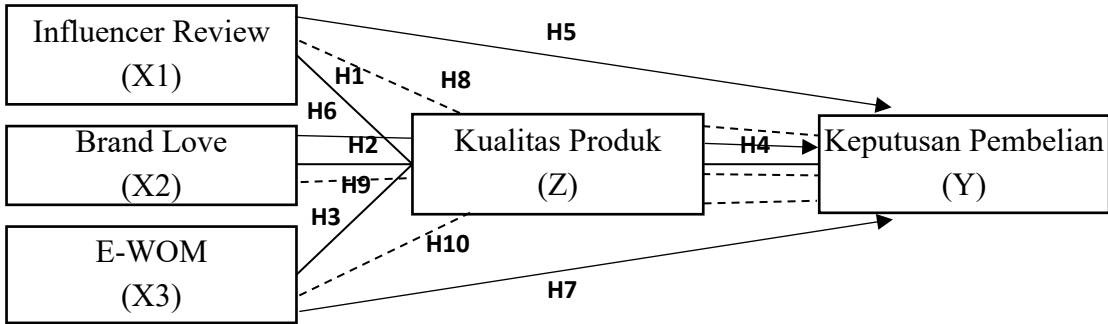 Influencer Review
(X1)
H5
H1
H8
H6
Brand Love
(X2)
H2
H9
Kualitas Produk
(Z)
H4
Keputusan Pembelian
(Y)
H3
E-WOM
(X3)
H10
H7